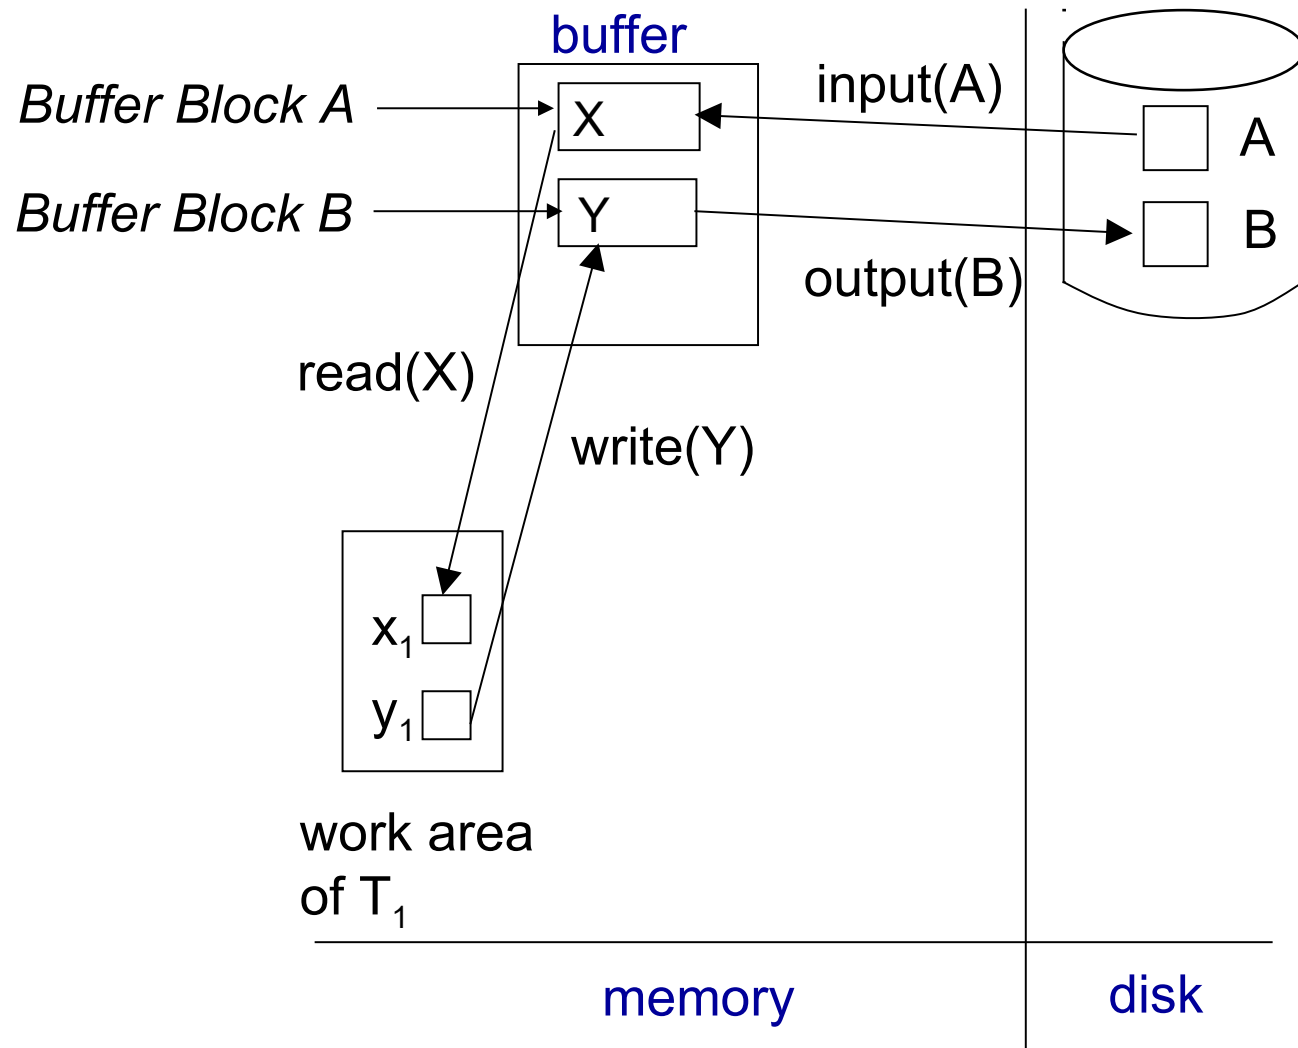 buffer
Buffer Block A
X
input(A)
A
Buffer Block B
Y
B
output(B)
read(X)
write(Y)
x₁
y₁
work area
of T₁
memory
disk